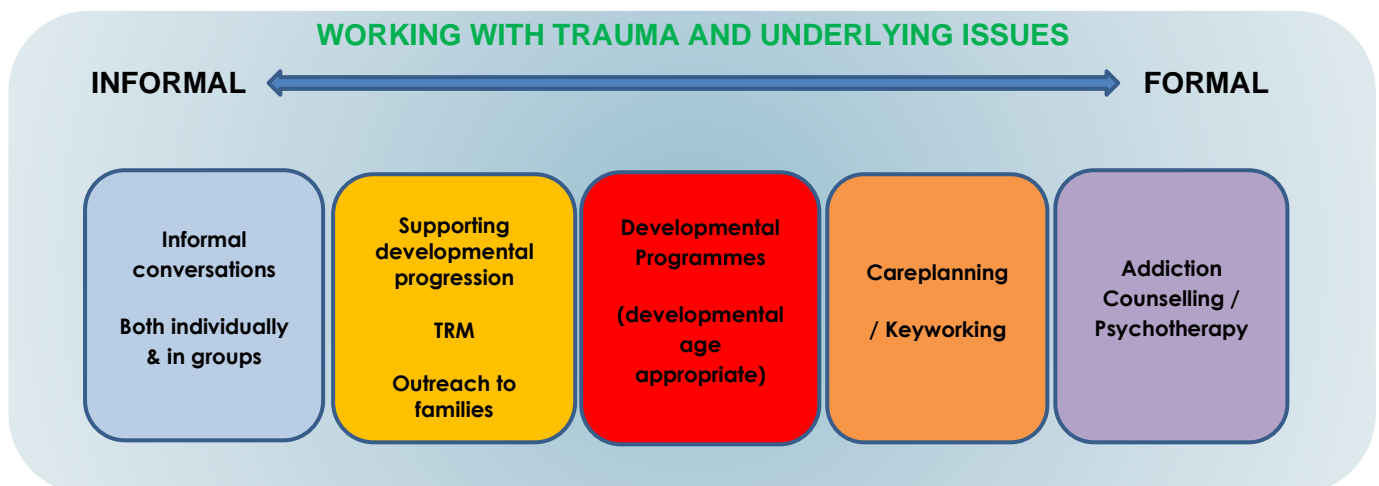 WORKING WITH TRAUMA AND UNDERLYING ISSUES
INFORMAL
FORMAL
Informal
conversations
Both individually
& in groups
Supporting
developmental
progression
TRM
Outreach to
families
Developmental
Programmes
(developmental
age
appropriate)
Careplanning
/ Keyworking
Addiction
Counselling /
Psychotherapy